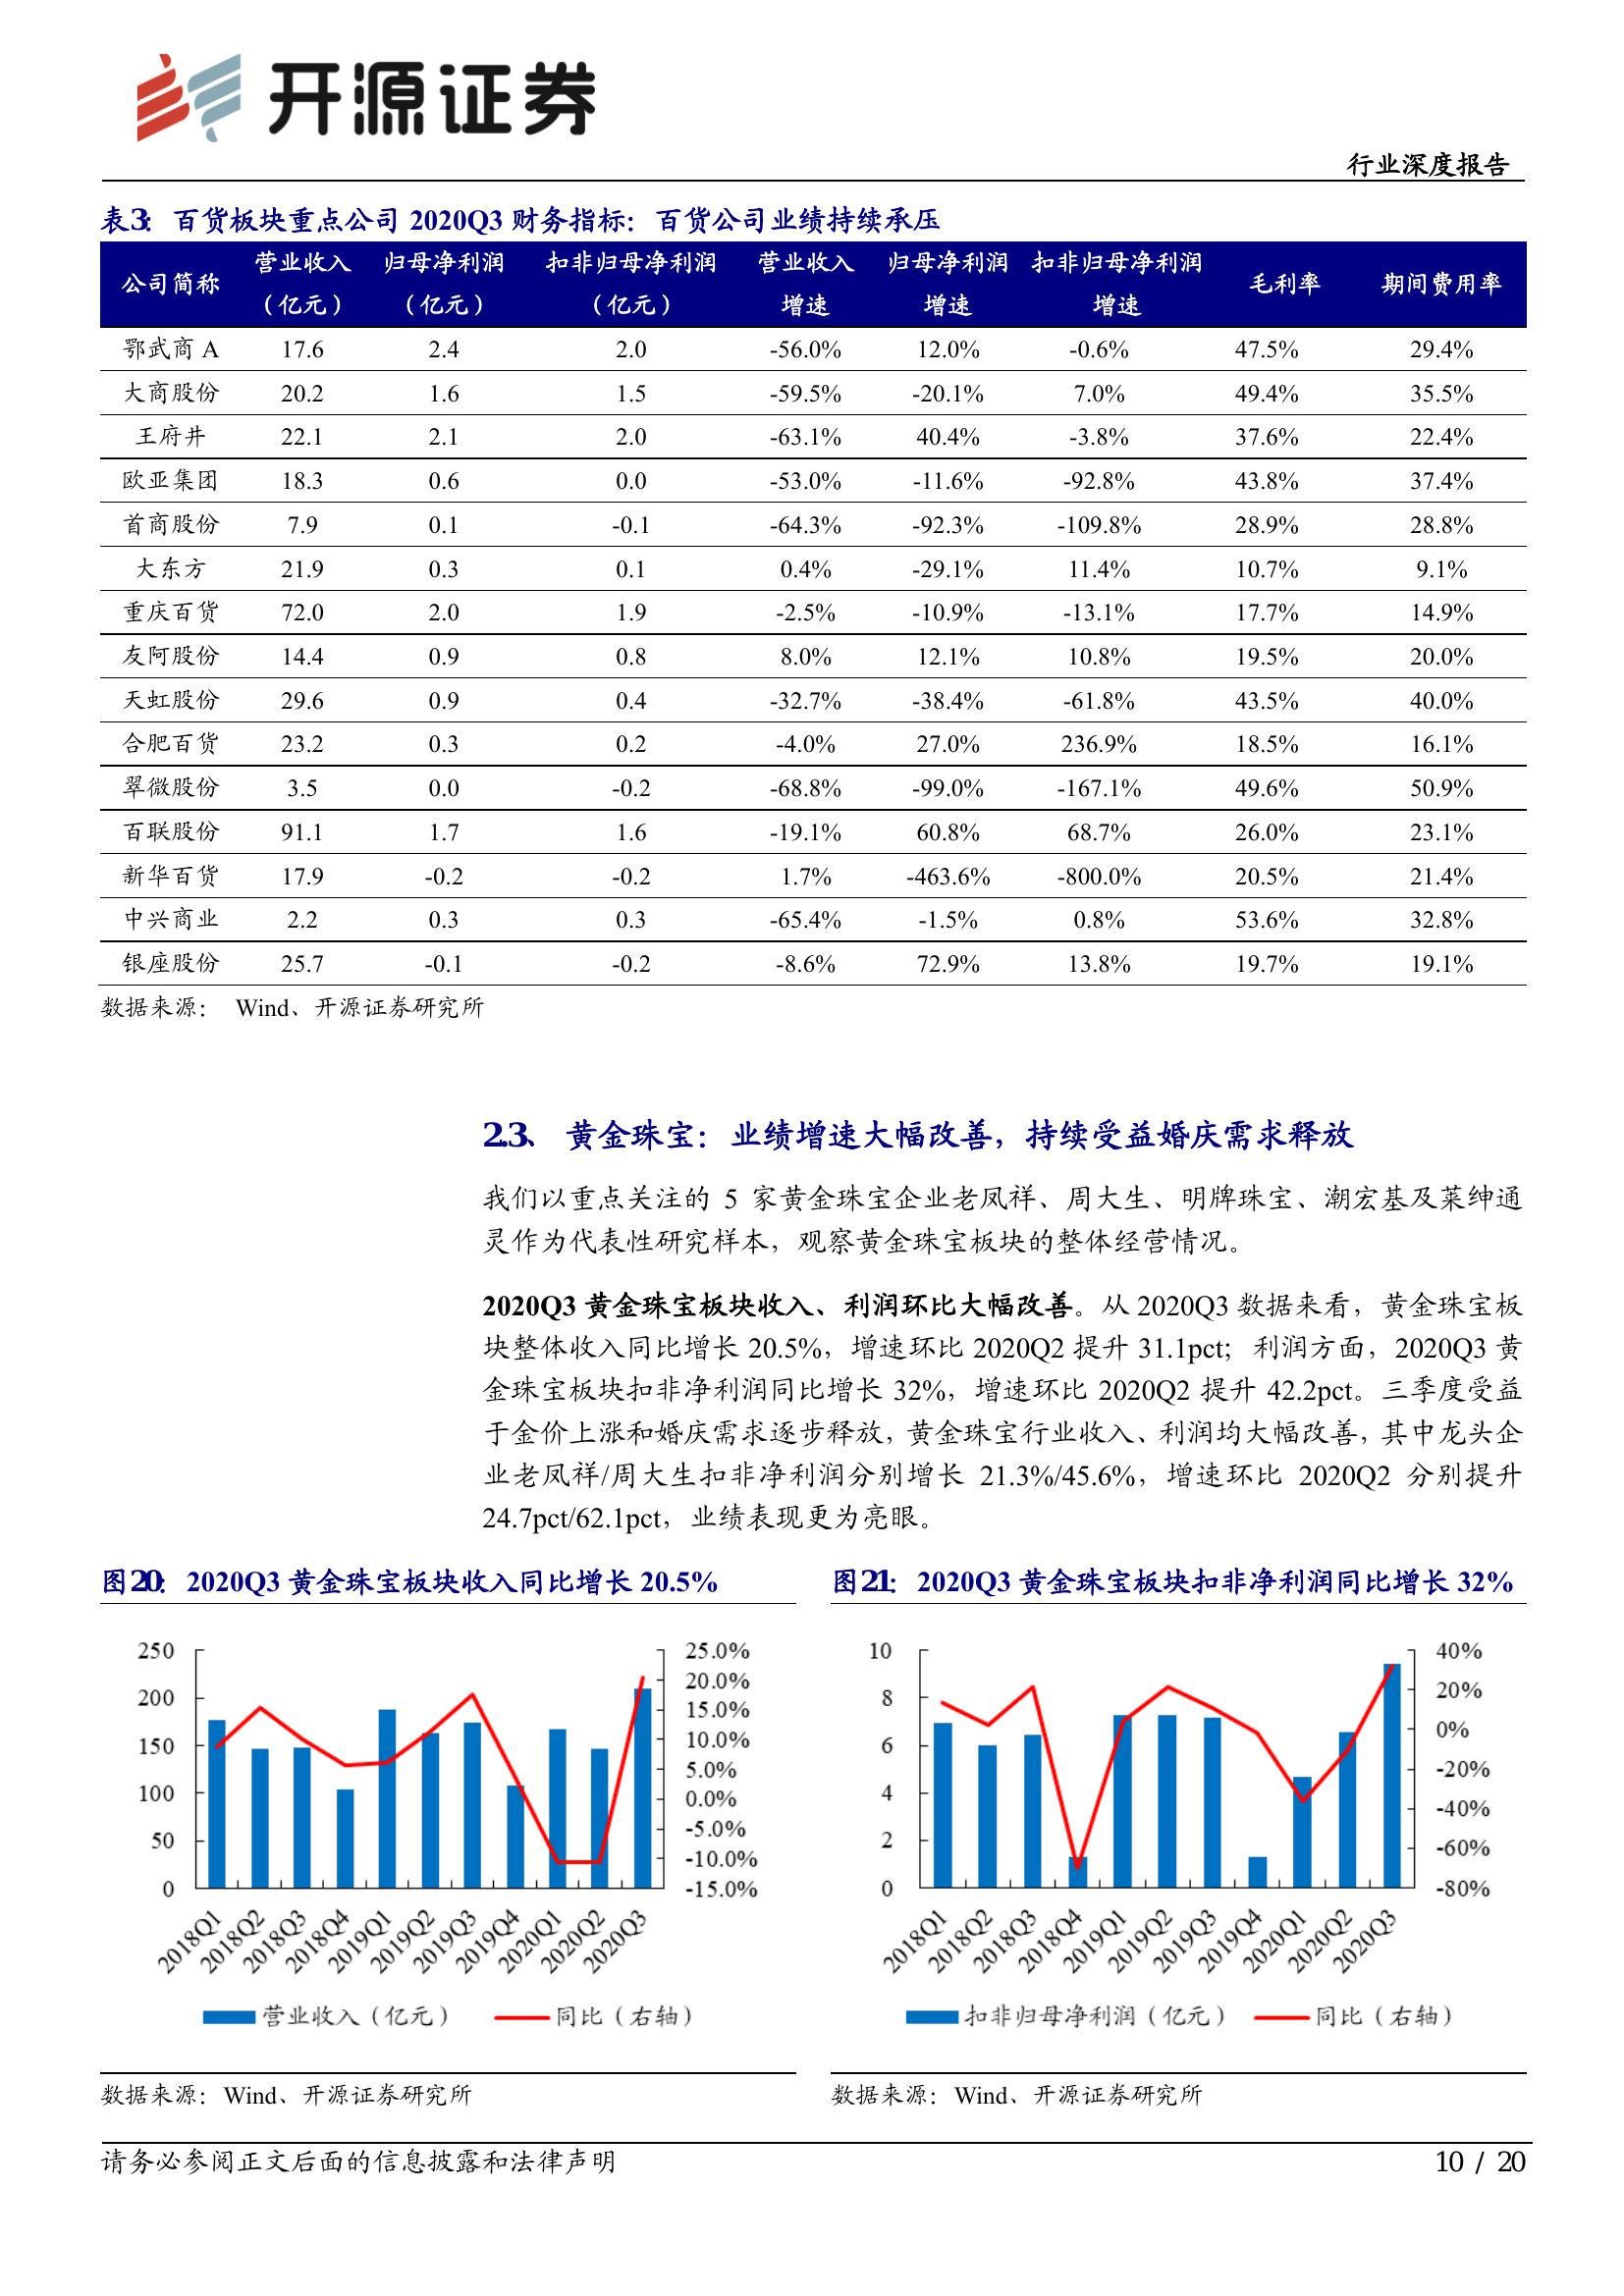 开源证券
行业深度报告
表3： 百货板块重点公司 2020Q3 财务指标：百货公司业绩持续承压
公司简称 营业收入（亿元） 归母净利润（亿元） 扣非归母净利润（亿元） 营业收入增速 归母净利润增速 扣非归母净利润增速 毛利率 期间费用率
鄂武商 A 17.6 2.4 2.0 -56.0% 12.0% -0.6% 47.5% 29.4%
大商股份 20.2 1.6 1.5 -59.5% -20.1% 7.0% 49.4% 35.5%
王府井 22.1 2.1 2.0 -63.1% 40.4% -3.8% 37.6% 22.4%
欧亚集团 18.3 0.6 0.0 -53.0% -11.6% -92.8% 43.8% 37.4%
首商股份 7.9 0.1 -0.1 -64.3% -92.3% -109.8% 28.9% 28.8%
大东方 21.9 0.3 0.1 0.4% -29.1% 11.4% 10.7% 9.1%
重庆百货 72.0 2.0 1.9 -2.5% -10.9% -13.1% 17.7% 14.9%
友阿股份 14.4 0.9 0.8 8.0% 12.1% 10.8% 19.5% 20.0%
天虹股份 29.6 0.9 0.4 -32.7% -38.4% -61.8% 43.5% 40.0%
合肥百货 23.2 0.3 0.2 -4.0% 27.0% 236.9% 18.5% 16.1%
翠微股份 3.5 0.0 -0.2 -68.8% -99.0% -167.1% 49.6% 50.9%
百联股份 91.1 1.7 1.6 -19.1% 60.8% 68.7% 26.0% 23.1%
新华百货 17.9 -0.2 -0.2 1.7% -463.6% -800.0% 20.5% 21.4%
中兴商业 2.2 0.3 0.3 -65.4% -1.5% 0.8% 53.6% 32.8%
银座股份 25.7 -0.1 -0.2 -8.6% 72.9% 13.8% 19.7% 19.1%
数据来源： Wind、开源证券研究所
2.3、 黄金珠宝：业绩增速大幅改善，持续受益婚庆需求释放
我们以重点关注的 5 家黄金珠宝企业老凤祥、周大生、明牌珠宝、潮宏基及莱绅通
灵作为代表性研究样本，观察黄金珠宝板块的整体经营情况。
2020Q3 黄金珠宝板块收入、利润环比大幅改善。从 2020Q3 数据来看，黄金珠宝板
块整体收入同比增长 20.5%，增速环比 2020Q2 提升 31.1pct；利润方面，2020Q3 黄
金珠宝板块扣非净利润同比增长 32%，增速环比 2020Q2 提升 42.2pct。三季度受益
于金价上涨和婚庆需求逐步释放，黄金珠宝行业收入、利润均大幅改善，其中龙头企
业老凤祥/周大生扣非净利润分别增长 21.3%/45.6%，增速环比 2020Q2 分别提升
24.7pct/62.1pct，业绩表现更为亮眼。
图20： 2020Q3 黄金珠宝板块收入同比增长 20.5%
250 25.0%
20.0%
200 15.0%
150 10.0%
5.0%
100 0.0%
50 -5.0%
-10.0%
0 -15.0%
2018Q1 2018Q2 2018Q3 2018Q4 2019Q1 2019Q2 2019Q3 2019Q4 2020Q1 2020Q2 2020Q3
营业收入（亿元） 同比（右轴）
数据来源：Wind、开源证券研究所
图21： 2020Q3 黄金珠宝板块扣非净利润同比增长 32%
10 40%
20%
8 0%
6 -20%
4 -40%
2 -60%
0 -80%
2018Q1 2018Q2 2018Q3 2018Q4 2019Q1 2019Q2 2019Q3 2019Q4 2020Q1 2020Q2 2020Q3
扣非归母净利润（亿元） 同比（右轴）
数据来源：Wind、开源证券研究所
请务必参阅正文后面的信息披露和法律声明
10 / 20